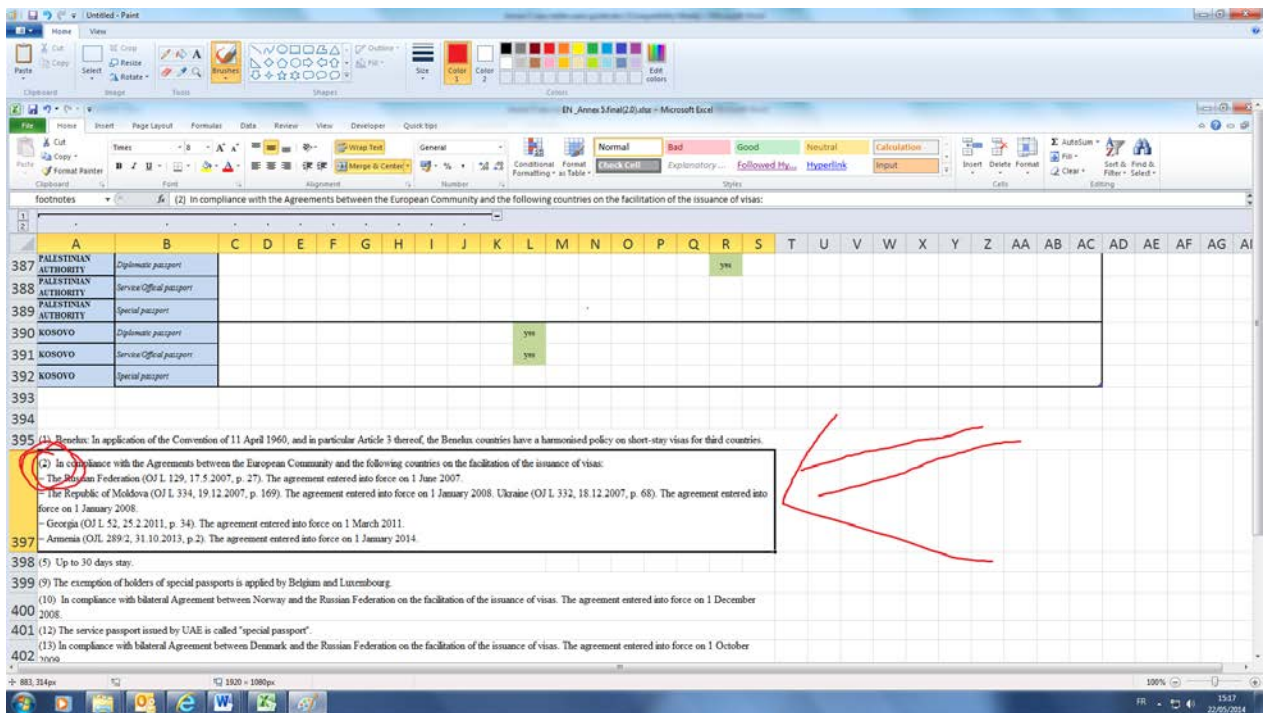 Untitled - Paint
Home View
Paste Cut Copy Select Crop Resize Rotate Brushes Size Color 1 Color 2 Edit colors
Outline Fill
Clipboard Image Tools Shapes Colors
EN_Annex 5.final(2.0).xlsx - Microsoft Excel
File Home Insert Page Layout Formulas Data Review View Developer Quick tips
Cut Times 8 Wrap Text General Normal Bad Good Neutral Calculation AutoSum
Copy Fill
Paste Format Painter B I U Merge & Center Conditional Formatting Format as Table Check Cell Explanatory ... Followed Hy... Hyperlink Input Insert Delete Format Clear Sort & Filter Find & Select
Clipboard Font Alignment Number Styles Cells Editing
footnotes fx (2) In compliance with the Agreements between the European Community and the following countries on the facilitation of the issuance of visas:
1
2
A B C D E F G H I J K L M N O P Q R S T U V W X Y Z AA AB AC AD AE AF AG
387 PALESTINIAN AUTHORITY Diplomatic passport yes
388 PALESTINIAN AUTHORITY Service/Offical passport
389 PALESTINIAN AUTHORITY Special passport
390 KOSOVO Diplomatic passport yes
391 KOSOVO Service/Offical passport yes
392 KOSOVO Special passport
393
394
395 (1) Benelux: In application of the Convention of 11 April 1960, and in particular Article 3 thereof, the Benelux countries have a harmonised policy on short-stay visas for third countries.
(2) In compliance with the Agreements between the European Community and the following countries on the facilitation of the issuance of visas:
– The Russian Federation (OJ L 129, 17.5.2007, p. 27). The agreement entered into force on 1 June 2007.
– The Republic of Moldova (OJ L 334, 19.12.2007, p. 169). The agreement entered into force on 1 January 2008. Ukraine (OJ L 332, 18.12.2007, p. 68). The agreement entered into
force on 1 January 2008.
– Georgia (OJ L 52, 25.2.2011, p. 34). The agreement entered into force on 1 March 2011.
397 – Armenia (OJL 289/2, 31.10.2013, p.2). The agreement entered into force on 1 January 2014.
398 (5) Up to 30 days stay.
399 (9) The exemption of holders of special passports is applied by Belgium and Luxembourg.
(10) In compliance with bilateral Agreement between Norway and the Russian Federation on the facilitation of the issuance of visas. The agreement entered into force on 1 December
400 2008.
401 (12) The service passport issued by UAE is called "special passport".
(13) In compliance with bilateral Agreement between Denmark and the Russian Federation on the facilitation of the issuance of visas. The agreement entered into force on 1 October
402 2009.
883, 314px 1920 × 1080px 100%
FR 15:17
22/05/2014